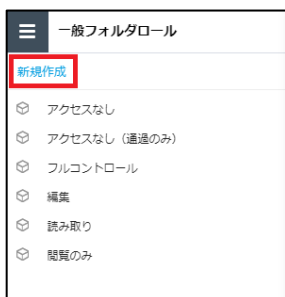 一般フォルダロール
新規作成
アクセスなし
アクセスなし（通過のみ）
フルコントロール
編集
読み取り
閲覧のみ